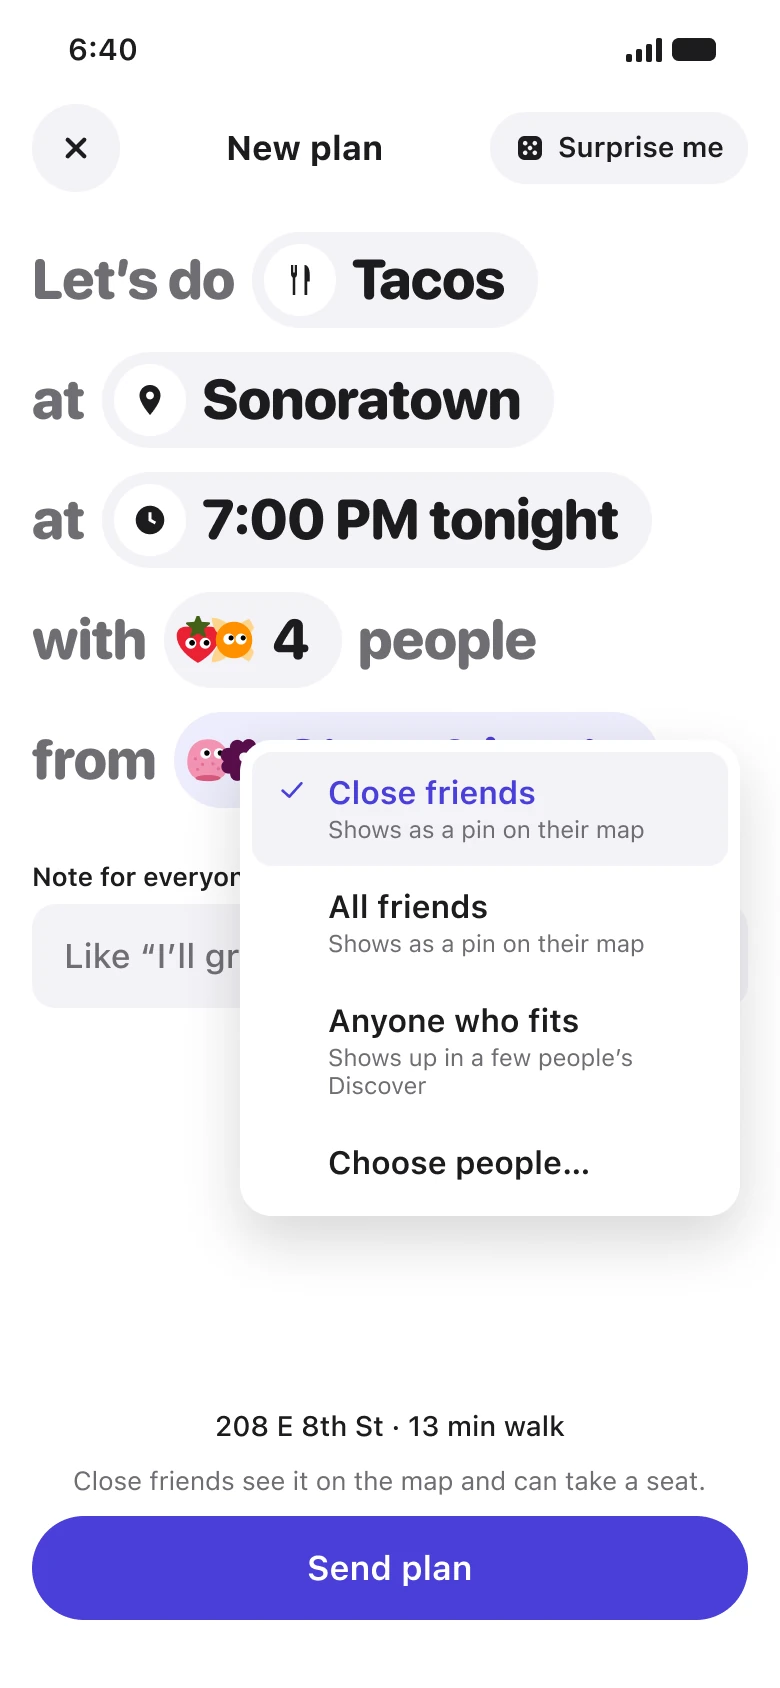 6:40
New plan
Surprise me
Let's do Tacos
at Sonoratown
at 7:00 PM tonight
with 4 people
from
Close friends
Shows as a pin on their map
All friends
Shows as a pin on their map
Anyone who fits
Shows up in a few people's
Discover
Choose people...
Note for
Like “I'll
208 E 8th St · 13 min walk
Close friends see it on the map and can take a seat.
Send plan